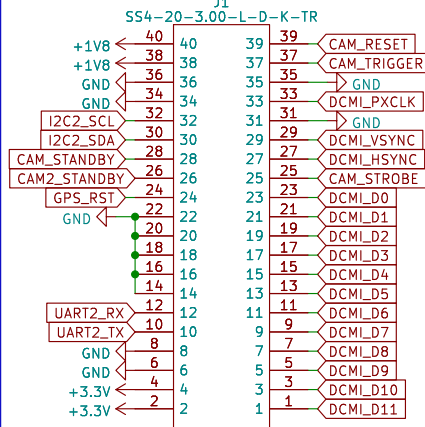 J1
SS4-20-3.00-L-D-K-TR
+1V8 40 40 39 39 CAM_RESET
+1V8 38 38 37 37 CAM_TRIGGER
GND 36 36 35 35 GND
GND 34 34 33 33 DCMI_PXCLK
I2C2_SCL 32 32 31 31 GND
I2C2_SDA 30 30 29 29 DCMI_VSYNC
CAM_STANDBY 28 28 27 27 DCMI_HSYNC
CAM2_STANDBY 26 26 25 25 CAM_STROBE
GPS_RST 24 24 23 23 DCMI_D0
GND 22 22 21 21 DCMI_D1
20 20 19 19 DCMI_D2
18 18 17 17 DCMI_D3
16 16 15 15 DCMI_D4
14 14 13 13 DCMI_D5
UART2_RX 12 12 11 11 DCMI_D6
UART2_TX 10 10 9 9 DCMI_D7
GND 8 8 7 7 DCMI_D8
GND 6 6 5 5 DCMI_D9
+3.3V 4 4 3 3 DCMI_D10
+3.3V 2 2 1 1 DCMI_D11